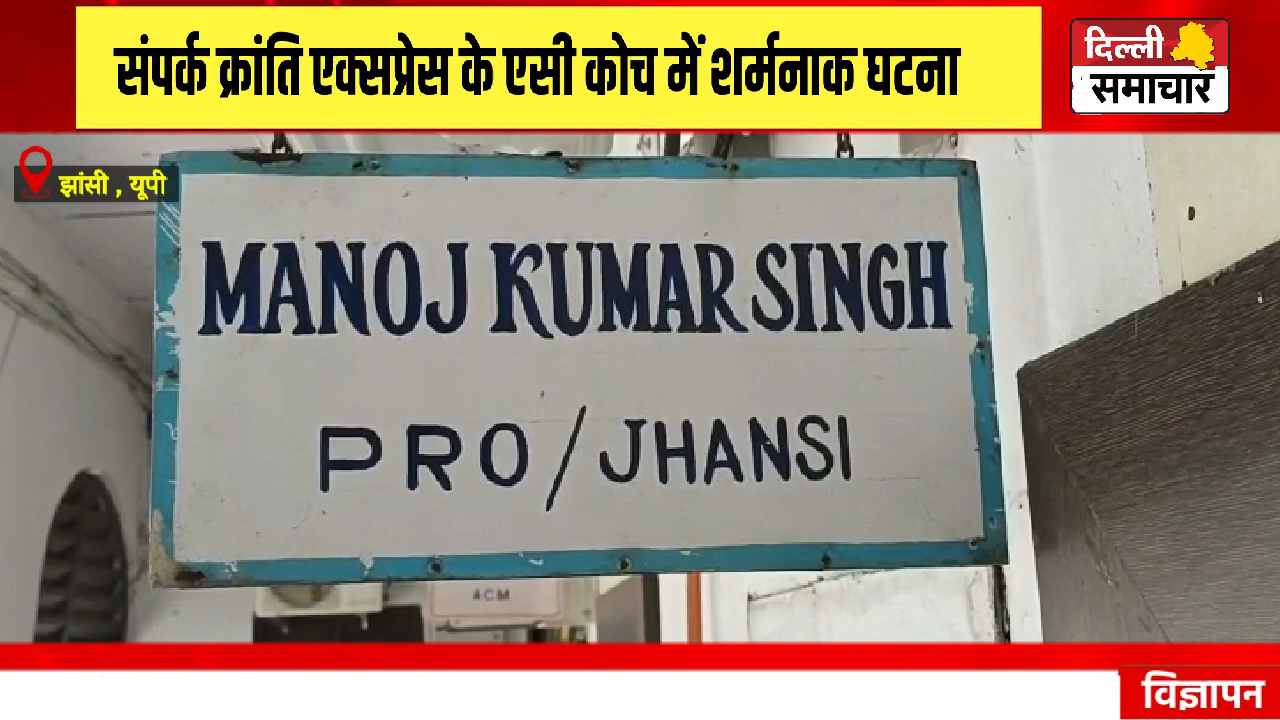 संपर्क क्रांति एक्सप्रेस के एसी कोच में शर्मनाक घटना
दिल्ली
समाचार
झांसी , यूपी
MANOJ KUMAR SINGH
PRO/JHANSI
ACM
विज्ञापन